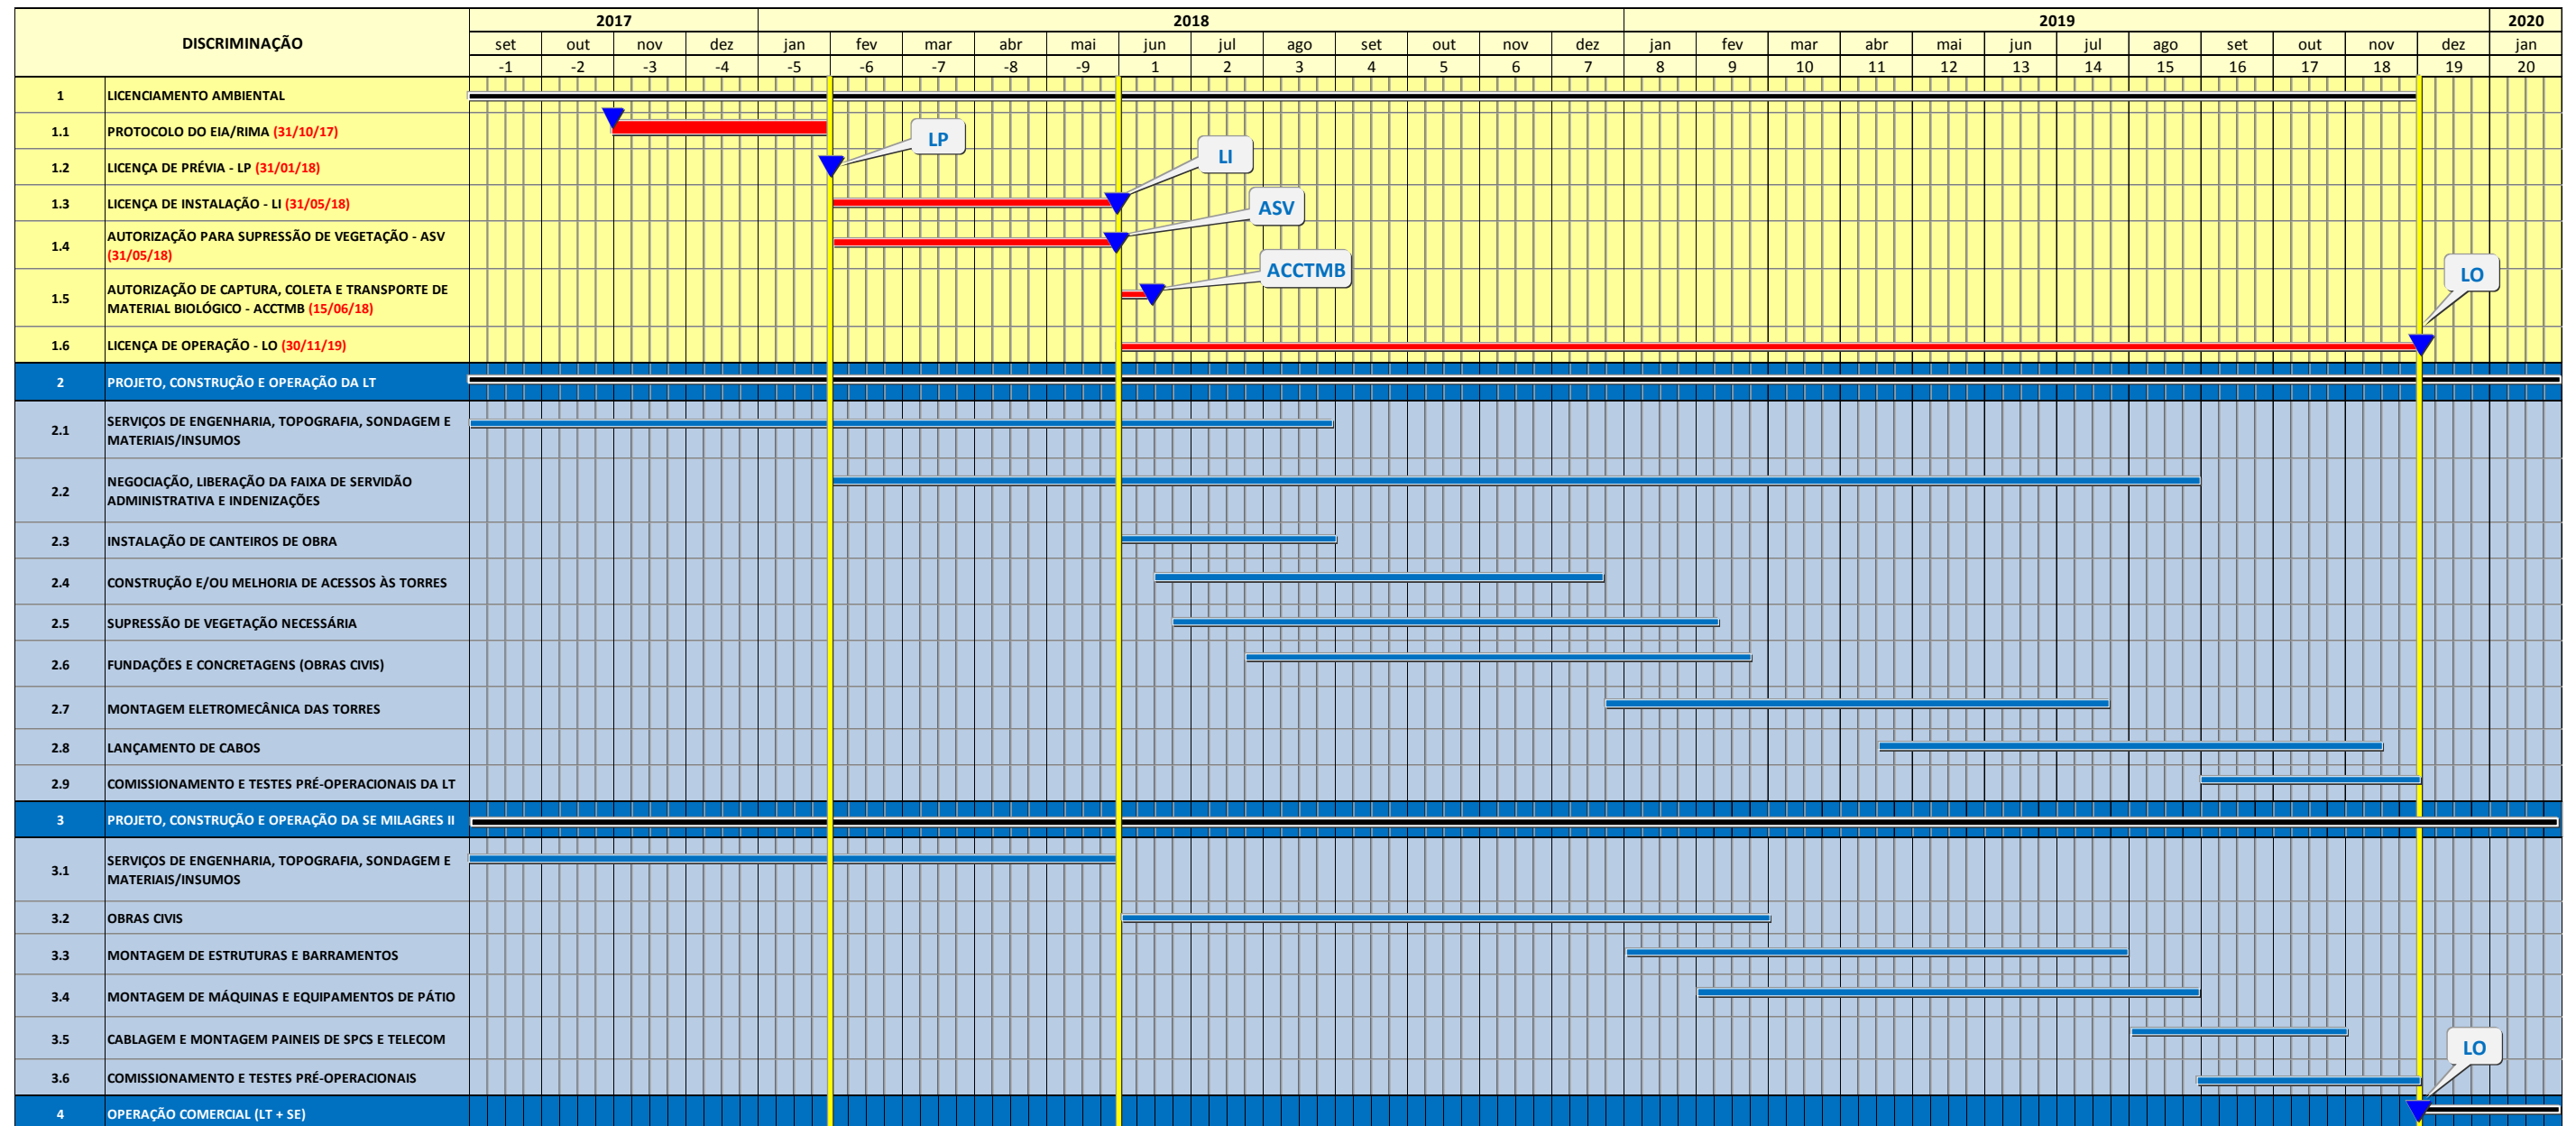 DISCRIMINAÇÃO
2017 2018 2019 2020
set out nov dez jan fev mar abr mai jun jul ago set out nov dez jan fev mar abr mai jun jul ago set out nov dez jan
-1 -2 -3 -4 -5 -6 -7 -8 -9 1 2 3 4 5 6 7 8 9 10 11 12 13 14 15 16 17 18 19 20
1 LICENCIAMENTO AMBIENTAL
1.1 PROTOCOLO DO EIA/RIMA (31/10/17)
LP
1.2 LICENÇA DE PRÉVIA - LP (31/01/18)
LI
1.3 LICENÇA DE INSTALAÇÃO - LI (31/05/18)
ASV
1.4 AUTORIZAÇÃO PARA SUPRESSÃO DE VEGETAÇÃO - ASV
(31/05/18)
ACCTMB
LO
1.5 AUTORIZAÇÃO DE CAPTURA, COLETA E TRANSPORTE DE
MATERIAL BIOLÓGICO - ACCTMB (15/06/18)
1.6 LICENÇA DE OPERAÇÃO - LO (30/11/19)
2 PROJETO, CONSTRUÇÃO E OPERAÇÃO DA LT
2.1 SERVIÇOS DE ENGENHARIA, TOPOGRAFIA, SONDAGEM E
MATERIAIS/INSUMOS
2.2 NEGOCIAÇÃO, LIBERAÇÃO DA FAIXA DE SERVIDÃO
ADMINISTRATIVA E INDENIZAÇÕES
2.3 INSTALAÇÃO DE CANTEIROS DE OBRA
2.4 CONSTRUÇÃO E/OU MELHORIA DE ACESSOS ÀS TORRES
2.5 SUPRESSÃO DE VEGETAÇÃO NECESSÁRIA
2.6 FUNDAÇÕES E CONCRETAGENS (OBRAS CIVIS)
2.7 MONTAGEM ELETROMECÂNICA DAS TORRES
2.8 LANÇAMENTO DE CABOS
2.9 COMISSIONAMENTO E TESTES PRÉ-OPERACIONAIS DA LT
3 PROJETO, CONSTRUÇÃO E OPERAÇÃO DA SE MILAGRES II
3.1 SERVIÇOS DE ENGENHARIA, TOPOGRAFIA, SONDAGEM E
MATERIAIS/INSUMOS
3.2 OBRAS CIVIS
3.3 MONTAGEM DE ESTRUTURAS E BARRAMENTOS
3.4 MONTAGEM DE MÁQUINAS E EQUIPAMENTOS DE PÁTIO
3.5 CABLAGEM E MONTAGEM PAINEIS DE SPCS E TELECOM
LO
3.6 COMISSIONAMENTO E TESTES PRÉ-OPERACIONAIS
4 OPERAÇÃO COMERCIAL (LT + SE)